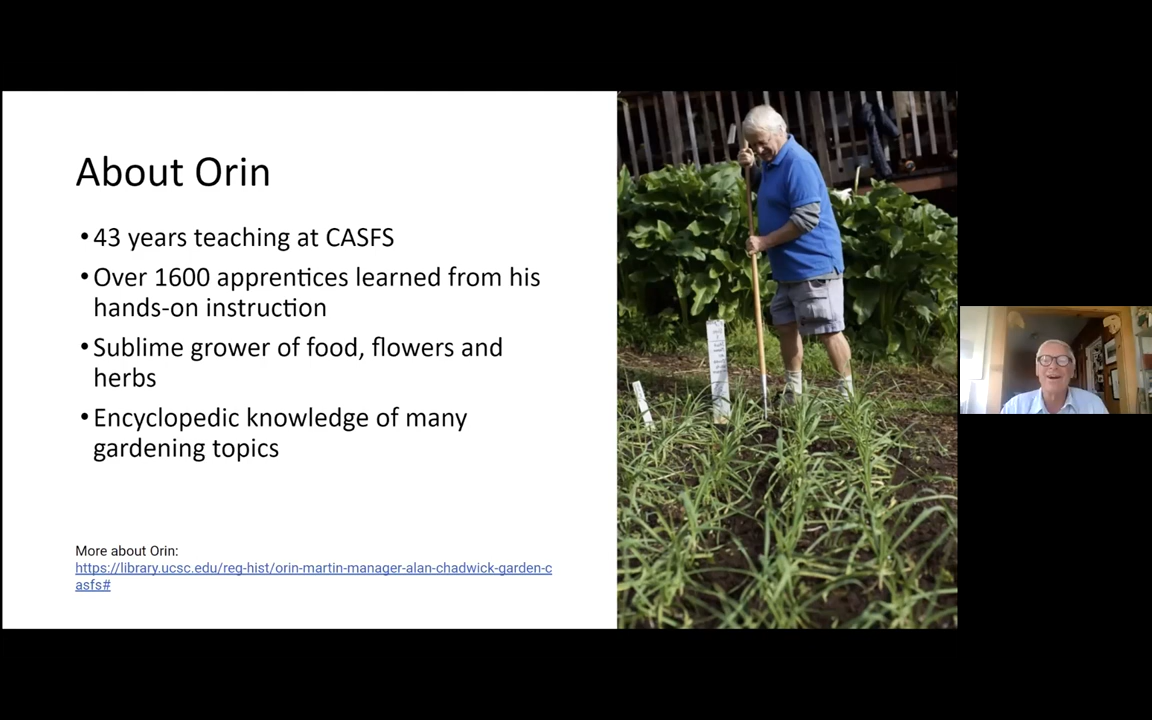 About Orin
•43 years teaching at CASFS
•Over 1600 apprentices learned from his
hands-on instruction
•Sublime grower of food, flowers and
herbs
•Encyclopedic knowledge of many
gardening topics
More about Orin:
https://library.ucsc.edu/reg-hist/orin-martin-manager-alan-chadwick-garden-c
asfs#